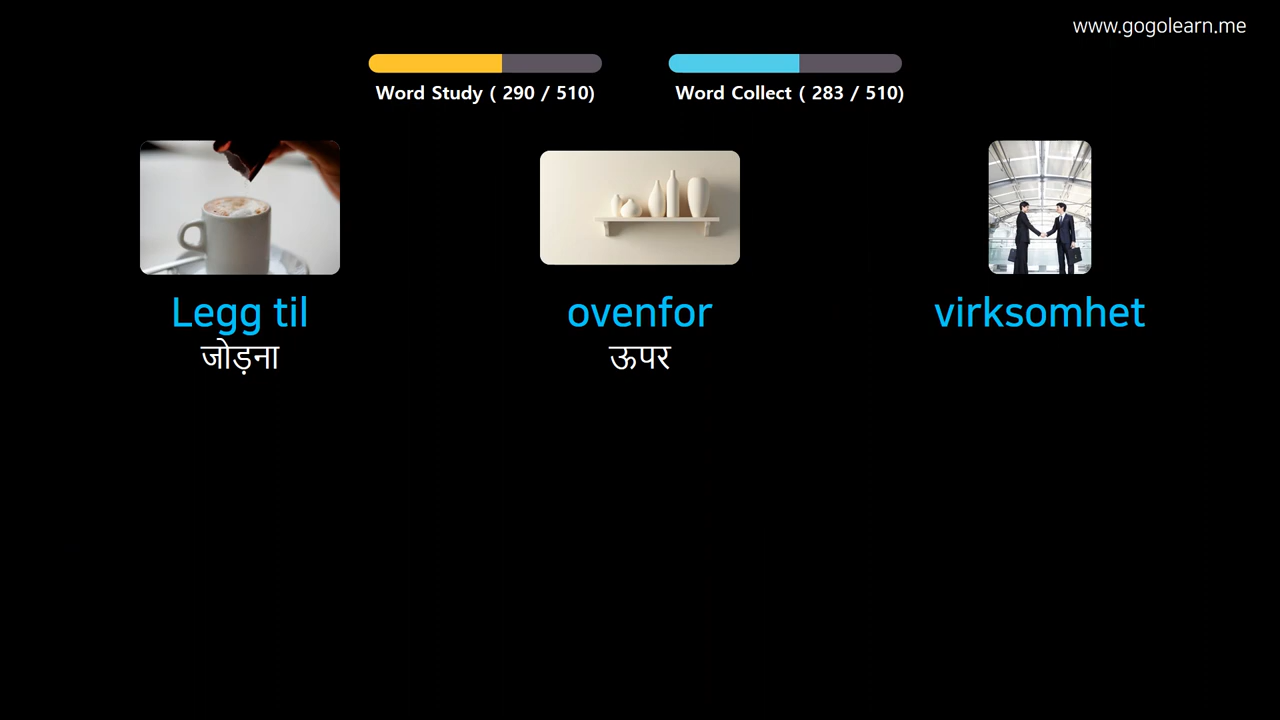 www.gogolearn.me
Word Study ( 290 / 510)
Word Collect ( 283 / 510)
Legg til
जोड़ना
ovenfor
ऊपर
virksomhet